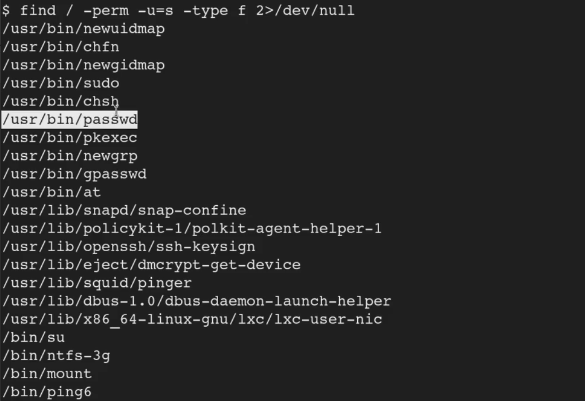 $ find / -perm -u=s -type f 2>/dev/null
/usr/bin/newuidmap
/usr/bin/chfn
/usr/bin/newgidmap
/usr/bin/sudo
/usr/bin/chsh
/usr/bin/passwd
/usr/bin/pkexec
/usr/bin/newgrp
/usr/bin/gpasswd
/usr/bin/at
/usr/lib/snapd/snap-confine
/usr/lib/policykit-1/polkit-agent-helper-1
/usr/lib/openssh/ssh-keysign
/usr/lib/eject/dmcrypt-get-device
/usr/lib/squid/pinger
/usr/lib/dbus-1.0/dbus-daemon-launch-helper
/usr/lib/x86_64-linux-gnu/lxc/lxc-user-nic
/bin/su
/bin/ntfs-3g
/bin/mount
/bin/ping6